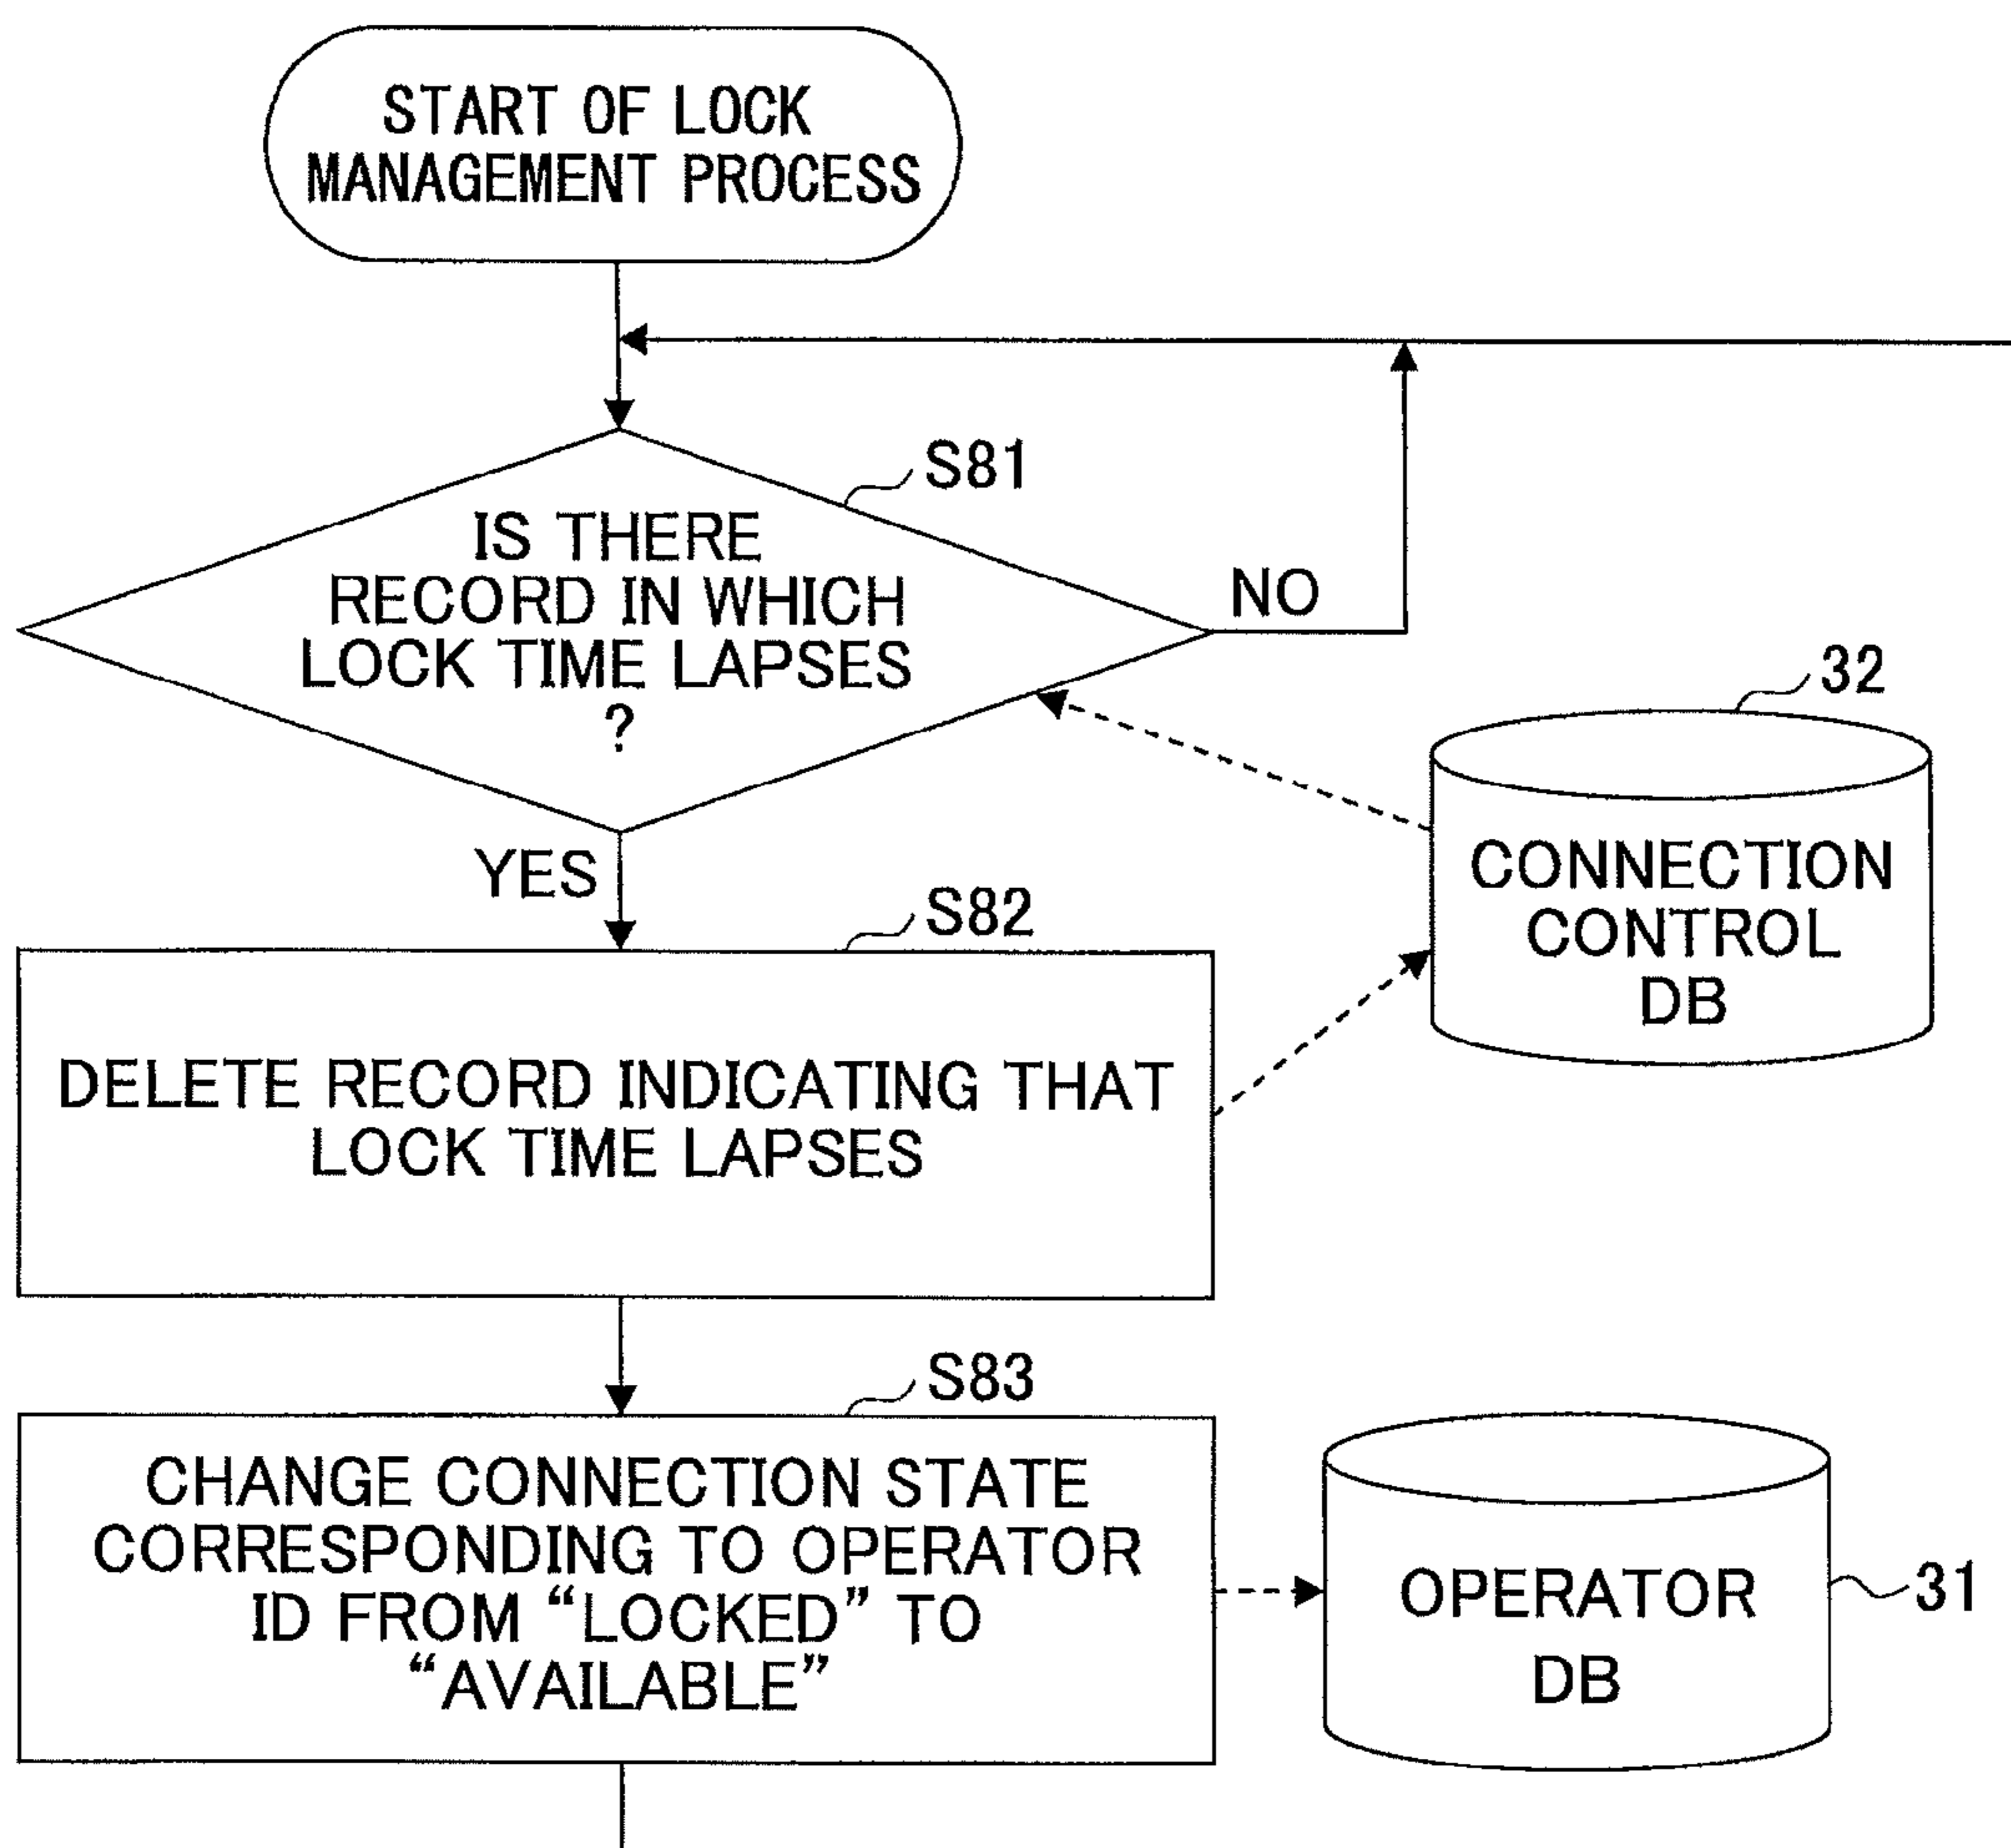 START OF LOCK
MANAGEMENT PROCESS
S81
IS THERE
RECORD IN WHICH
LOCK TIME LAPSES
?
NO
32
CONNECTION
CONTROL
DB
YES
S82
DELETE RECORD INDICATING THAT
LOCK TIME LAPSES
S83
CHANGE CONNECTION STATE
CORRESPONDING TO OPERATOR
ID FROM “LOCKED” TO
“AVAILABLE”
OPERATOR
DB
31